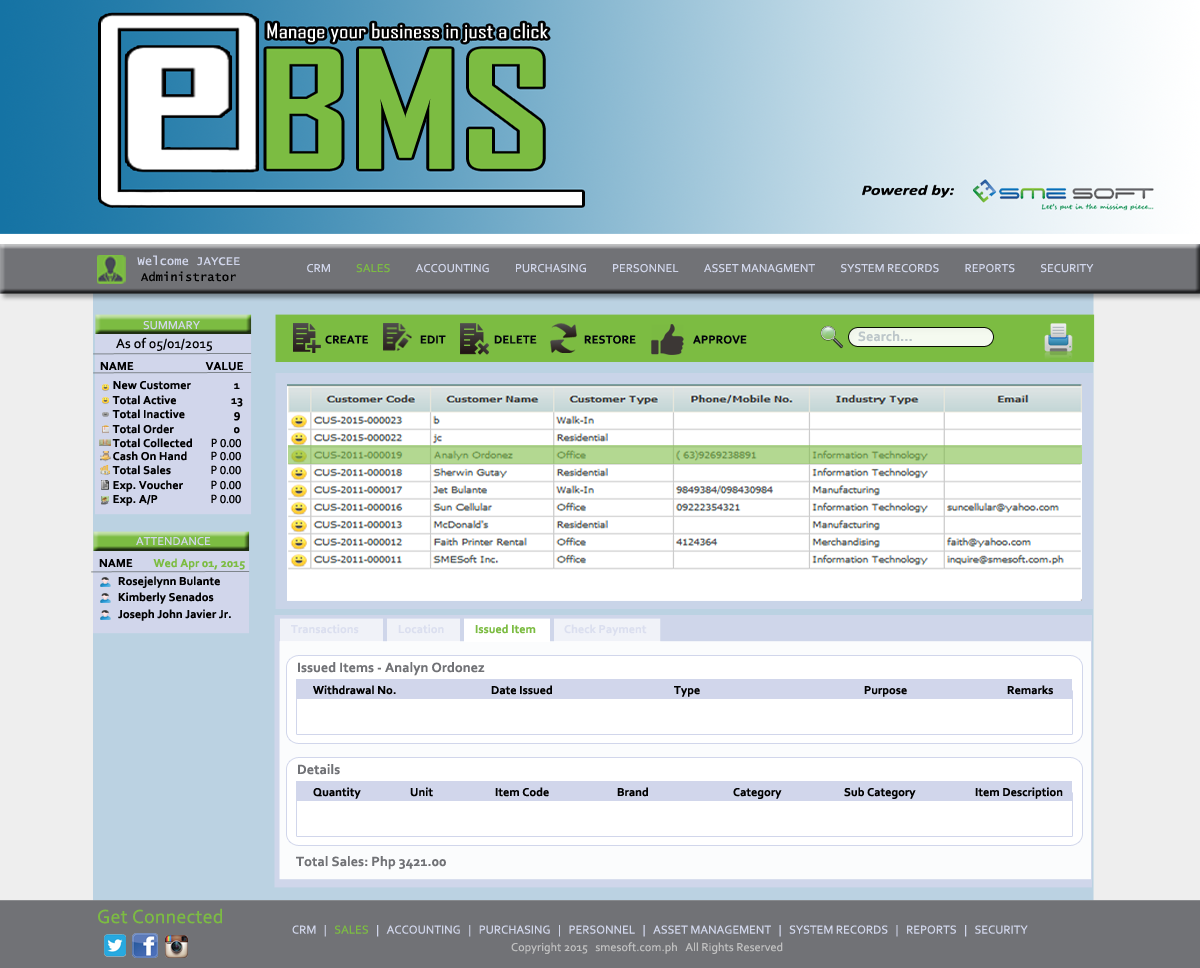 Manage your business in just a click
eBMS
Powered by: SME SOFT
Let's put in the missing piece...
Welcome JAYCEE
Administrator
CRM SALES ACCOUNTING PURCHASING PERSONNEL ASSET MANAGMENT SYSTEM RECORDS REPORTS SECURITY
SUMMARY
As of 05/01/2015
NAME VALUE
New Customer 1
Total Active 13
Total Inactive 9
Total Order 0
Total Collected P 0.00
Cash On Hand P 0.00
Total Sales P 0.00
Exp. Voucher P 0.00
Exp. A/P P 0.00
ATTENDANCE
NAME Wed Apr 01, 2015
Rosejelynn Bulante
Kimberly Senados
Joseph John Javier Jr.
CREATE EDIT DELETE RESTORE APPROVE Search...
Customer Code Customer Name Customer Type Phone/Mobile No. Industry Type Email
CUS-2015-000023 b Walk-In
CUS-2015-000022 jc Residential
CUS-2011-000019 Analyn Ordonez Office ( 63)9269238891 Information Technology
CUS-2011-000018 Sherwin Gutay Residential Information Technology
CUS-2011-000017 Jet Bulante Walk-In 9849384/098430984 Manufacturing
CUS-2011-000016 Sun Cellular Office 09222354321 Information Technology suncellular@yahoo.com
CUS-2011-000013 McDonald's Residential Manufacturing
CUS-2011-000012 Faith Printer Rental Office 4124364 Merchandising faith@yahoo.com
CUS-2011-000011 SMESoft Inc. Office Information Technology inquire@smesoft.com.ph
Transactions Location Issued Item Check Payment
Issued Items - Analyn Ordonez
Withdrawal No. Date Issued Type Purpose Remarks
Details
Quantity Unit Item Code Brand Category Sub Category Item Description
Total Sales: Php 3421.00
Get Connected
CRM | SALES | ACCOUNTING | PURCHASING | PERSONNEL | ASSET MANAGEMENT | SYSTEM RECORDS | REPORTS | SECURITY
Copyright 2015 smesoft.com.ph All Rights Reserved